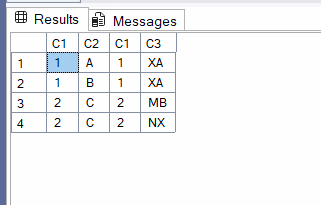 Results Messages
C1 C2 C1 C3
1 1 A 1 XA
2 1 B 1 XA
3 2 C 2 MB
4 2 C 2 NX